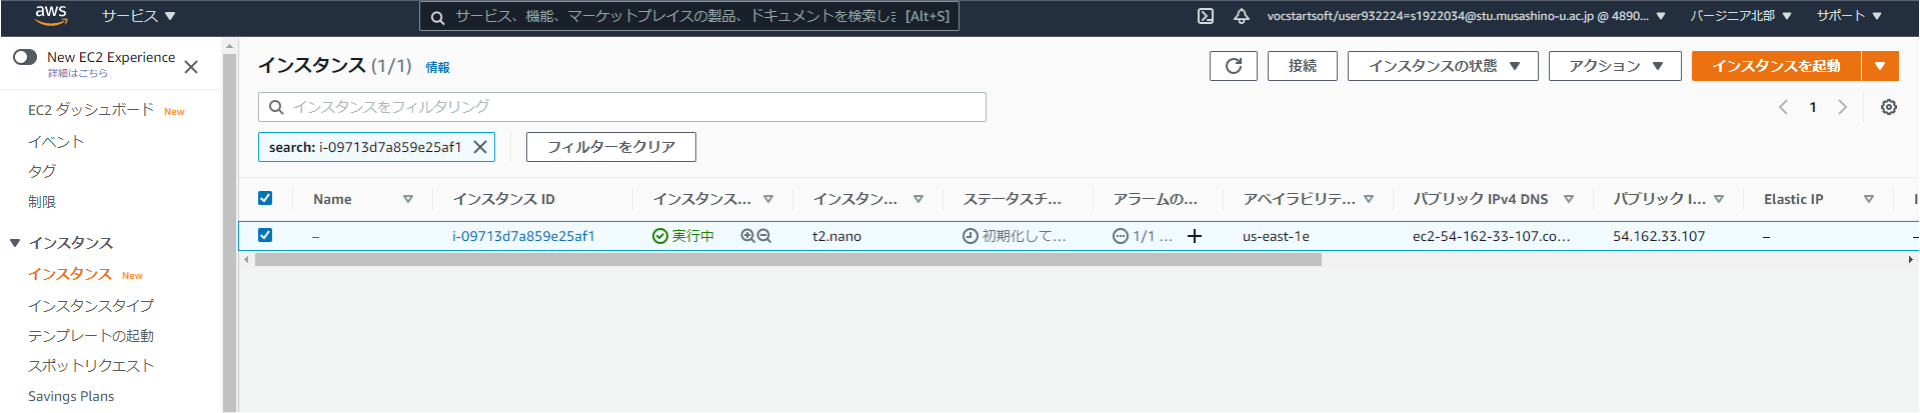 aws
サービス
サービス、機能、マーケットプレイスの製品、ドキュメントを検索しま [Alt+S]
vocstartsoft/user932224=s1922034@stu.musashino-u.ac.jp @ 4890...
バージニア北部
サポート
New EC2 Experience
詳細はこちら
EC2 ダッシュボード New
イベント
タグ
制限
インスタンス
インスタンス New
インスタンスタイプ
テンプレートの起動
スポットリクエスト
Savings Plans
インスタンス (1/1) 情報
接続
インスタンスの状態
アクション
インスタンスを起動
インスタンスをフィルタリング
1
search: i-09713d7a859e25af1
フィルターをクリア
Name インスタンス ID インスタンス... インスタン... ステータスチ... アラームの... アベイラビリテ... パブリック IPv4 DNS パブリック I... Elastic IP I
– i-09713d7a859e25af1 実行中 t2.nano 初期化して... 1/1 ... + us-east-1e ec2-54-162-33-107.co... 54.162.33.107 – –